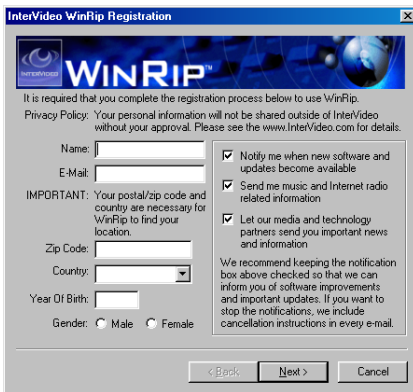 InterVideo WinRip Registration
INTERVIDEO
WINRIP™
It is required that you complete the registration process below to use WinRip.
Privacy Policy: Your personal information will not be shared outside of InterVideo
without your approval. Please see the www.InterVideo.com for details.
Name:
E-Mail:
IMPORTANT: Your postal/zip code and
country are necessary for
WinRip to find your
location.
Zip Code:
Country:
Year Of Birth:
Gender: Male Female
Notify me when new software and
updates become available
Send me music and Internet radio
related information
Let our media and technology
partners send you important news
and information
We recommend keeping the notification
box above checked so that we can
inform you of software improvements
and important updates. If you want to
stop the notifications, we include
cancellation instructions in every e-mail.
< Back Next > Cancel